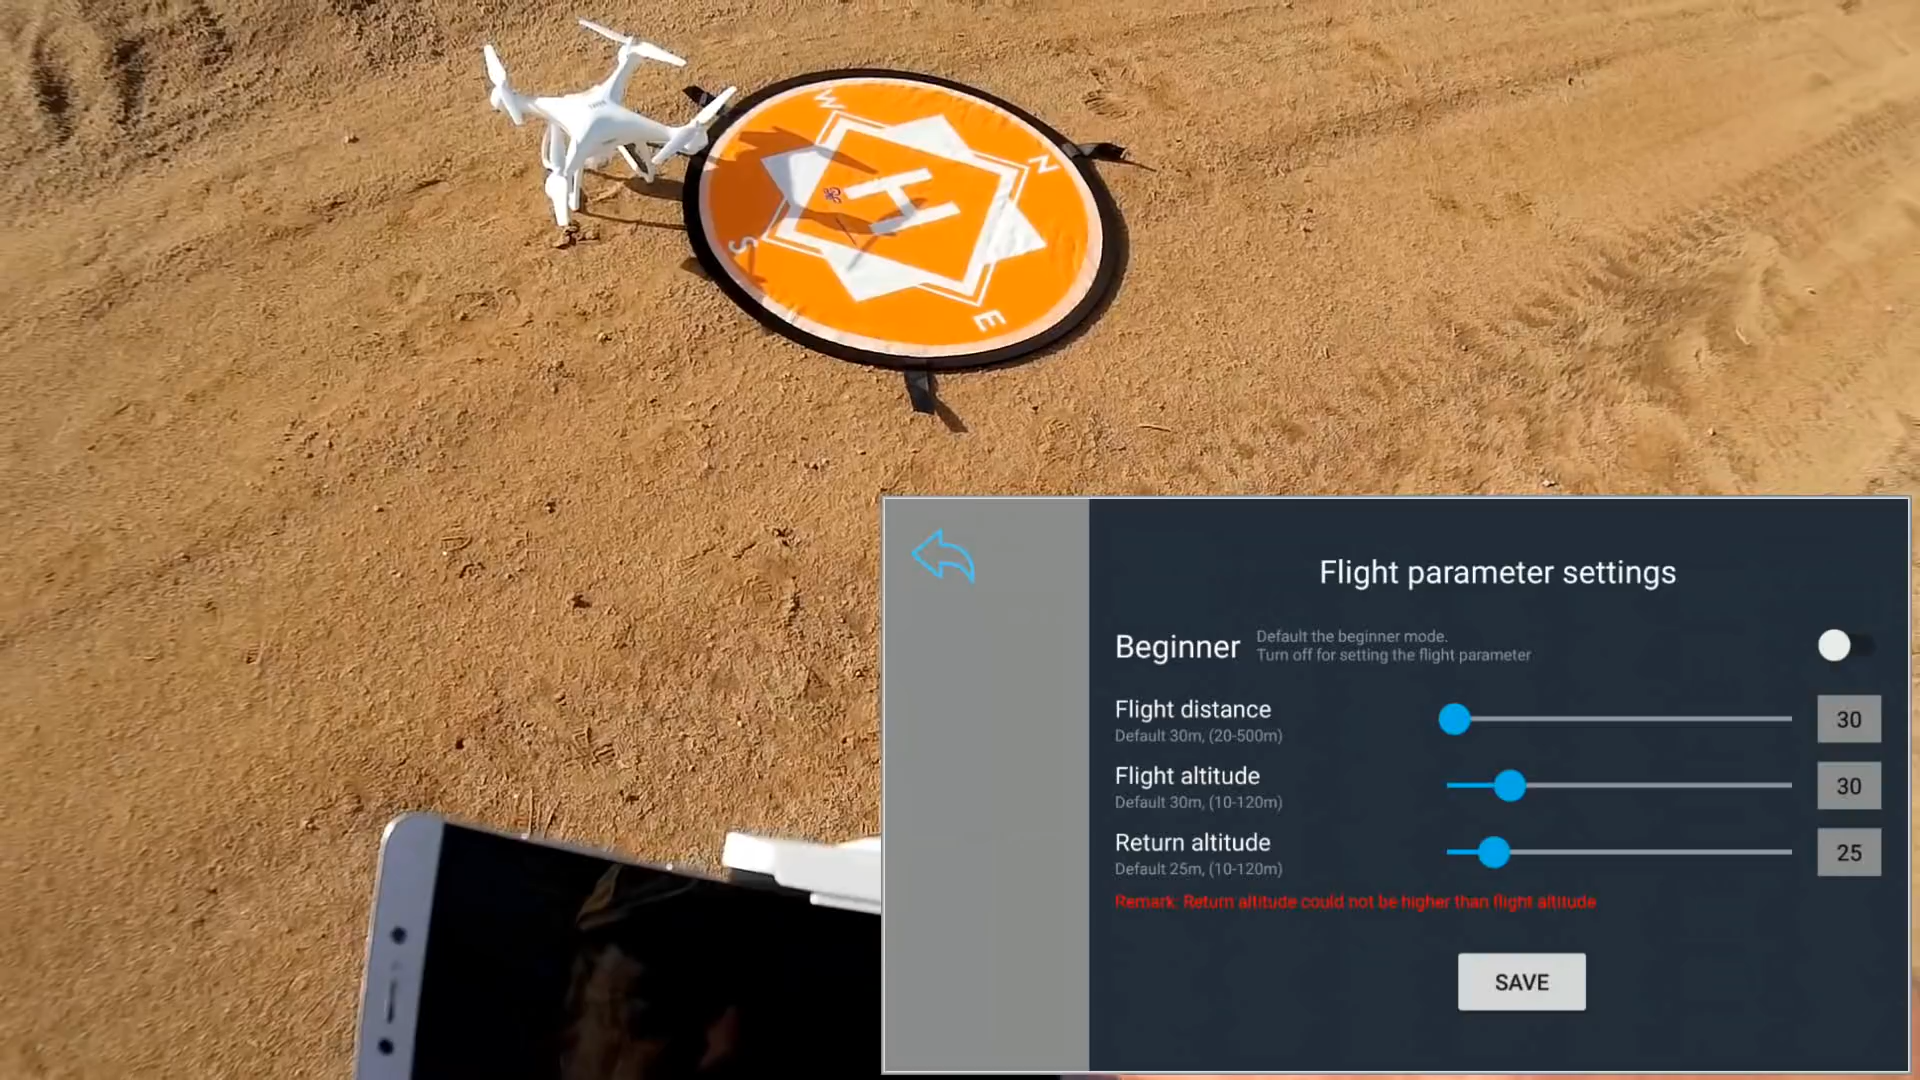 W
N
H
S
E
Flight parameter settings
Beginner
Default the beginner mode.
Turn off for setting the flight parameter
Flight distance
Default 30m, (20-500m)
30
Flight altitude
Default 30m, (10-120m)
30
Return altitude
Default 25m, (10-120m)
25
Remark: Return altitude could not be higher than flight altitude
SAVE